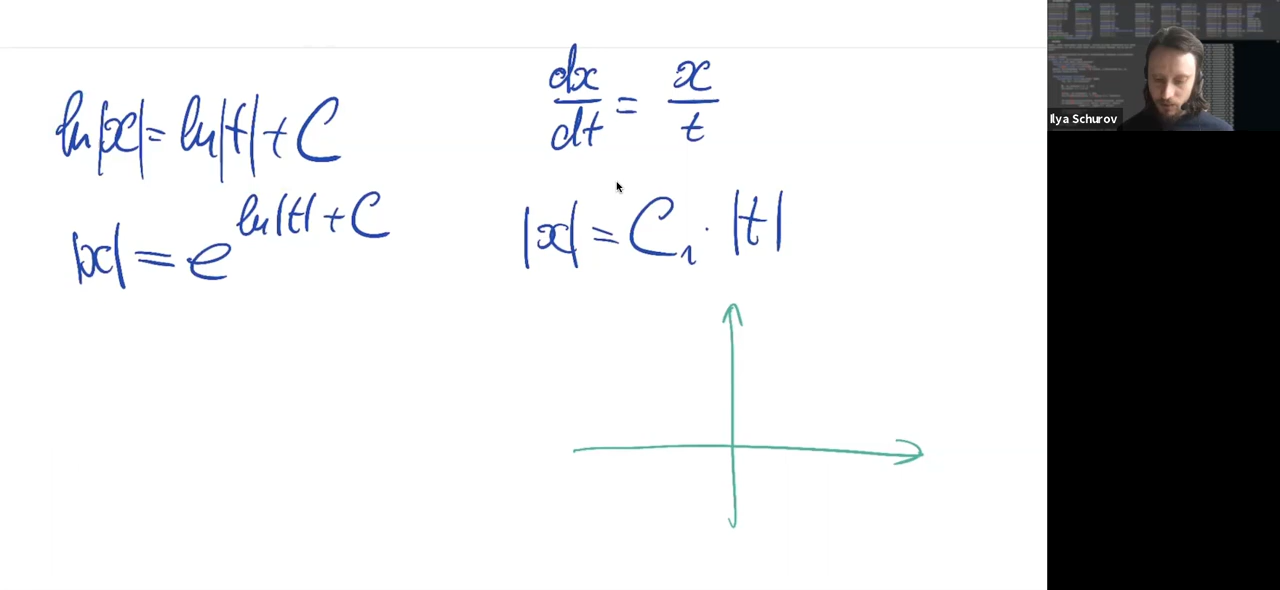 ln|x| = ln|t| + C
|x| = e^{ln|t| + C}
dx/dt = x/t
|x| = C₁ · |t|
Ilya Schurov